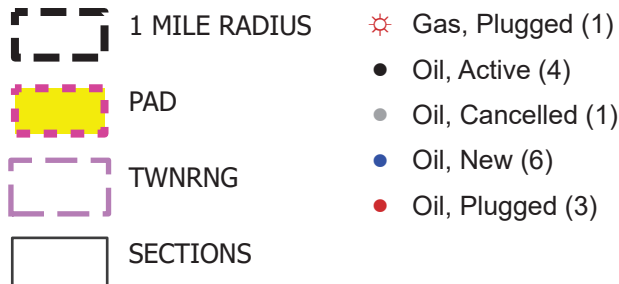 1 MILE RADIUS
PAD
TWNRNG
SECTIONS
Gas, Plugged (1)
Oil, Active (4)
Oil, Cancelled (1)
Oil, New (6)
Oil, Plugged (3)